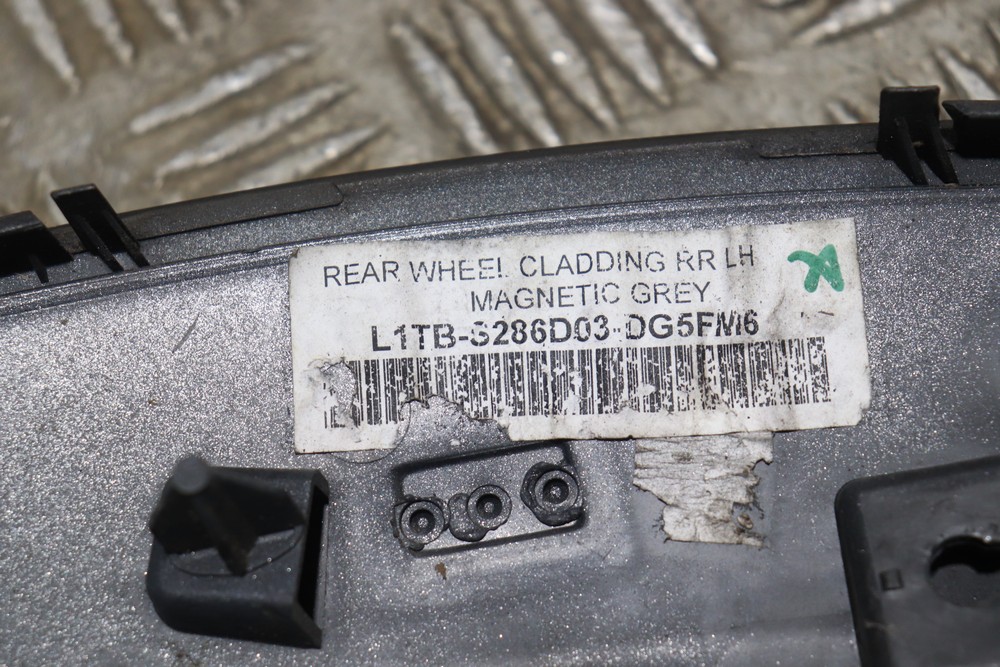 REAR WHEEL CLADDING RR LH
MAGNETIC GREY
L1TB-S286D03-DG5FM6